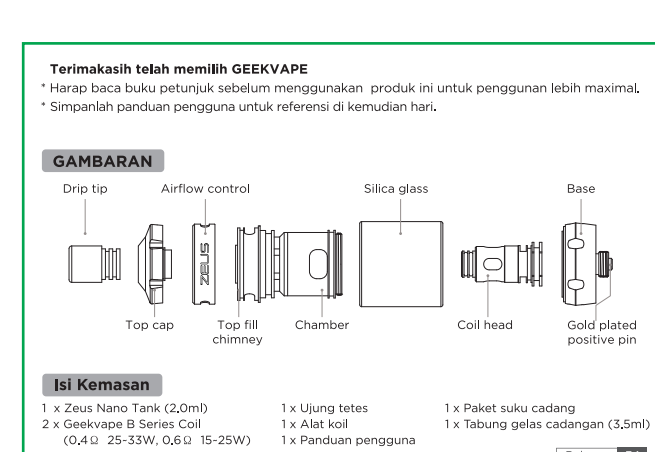 Terimakasih telah memilih GEEKVAPE
* Harap baca buku petunjuk sebelum menggunakan produk ini untuk penggunan lebih maximal.
* Simpanlah panduan pengguna untuk referensi di kemudian hari.
GAMBARAN
Drip tip Airflow control Silica glass Base
ZEUS
Top cap Top fill chimney Chamber Coil head Gold plated positive pin
Isi Kemasan
1 x Zeus Nano Tank (2,0ml) 1 x Ujung tetes 1 x Paket suku cadang
2 x Geekvape B Series Coil 1 x Alat koil 1 x Tabung gelas cadangan (3.5ml)
(0.4Ω 25-33W, 0.6Ω 15-25W) 1 x Panduan pengguna